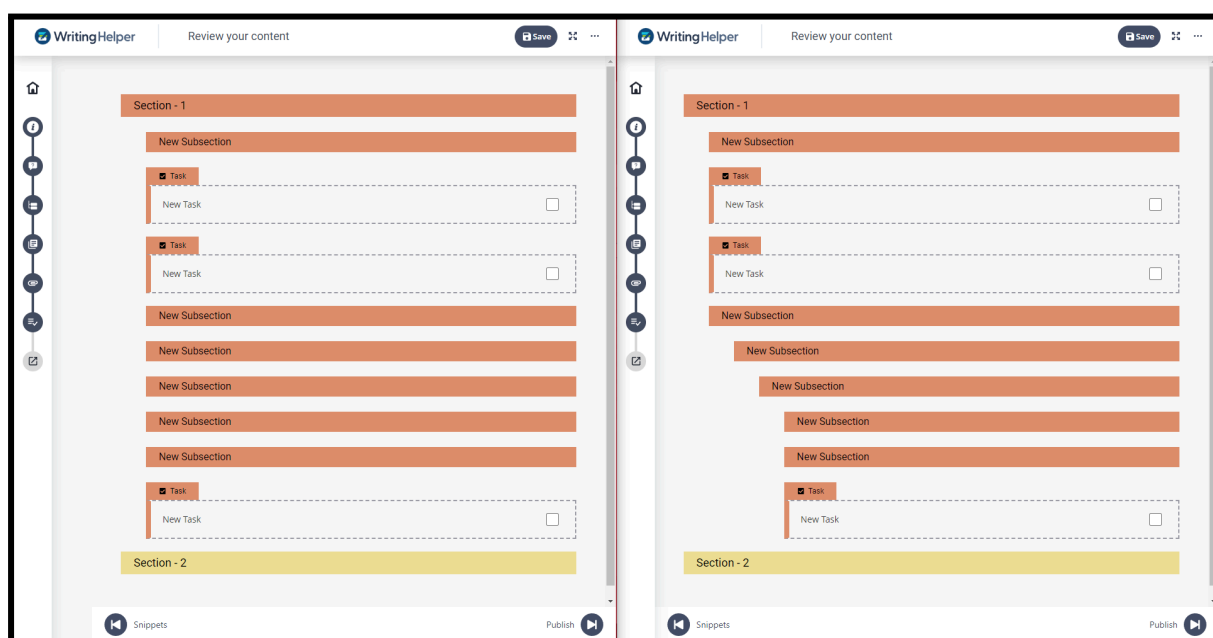 WritingHelper Review your content Save
Section - 1
New Subsection
Task
New Task
Task
New Task
New Subsection
New Subsection
New Subsection
New Subsection
New Subsection
Task
New Task
Section - 2
Snippets Publish
WritingHelper Review your content Save
Section - 1
New Subsection
Task
New Task
Task
New Task
New Subsection
New Subsection
New Subsection
New Subsection
New Subsection
Task
New Task
Section - 2
Snippets Publish